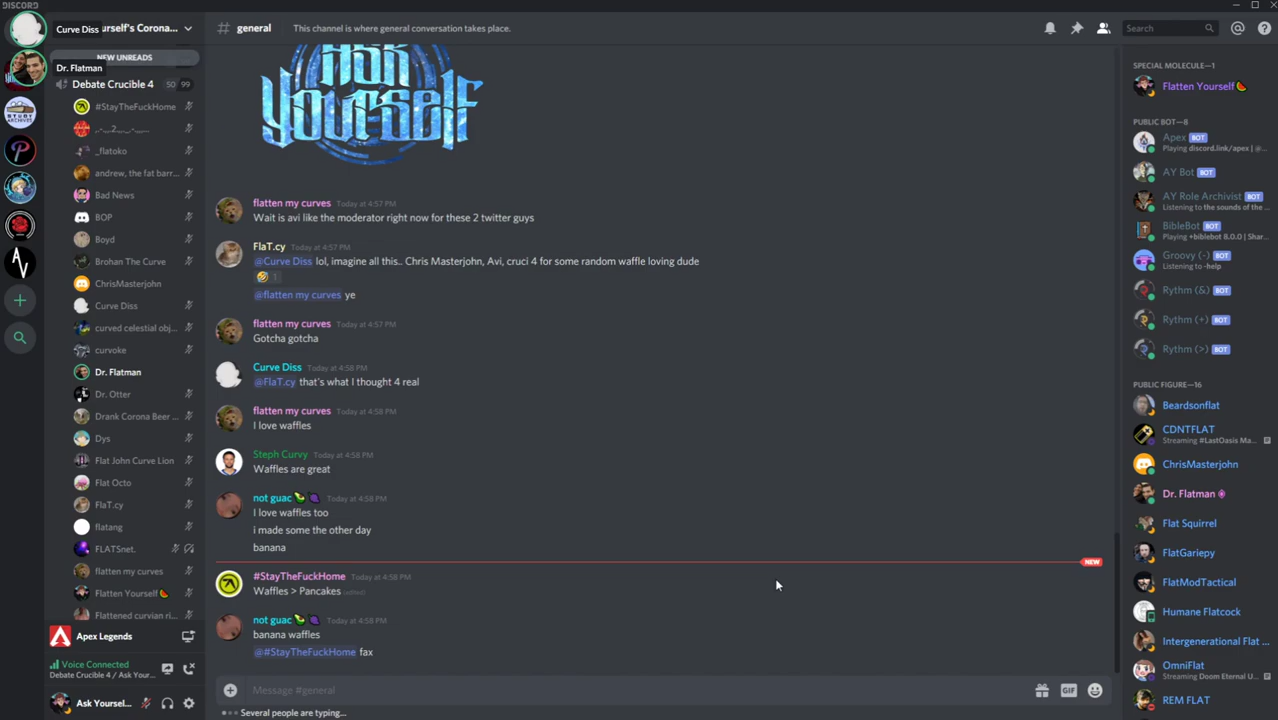 DISCORD
Curve Diss
urself's Corona...
NEW UNREADS
Dr. Flatman
Debate Crucible 4 50 99
#StayTheFuckHome
,.-.,.,2,.,.,.-.,...
_flatoko
andrew, the fat barr...
Bad News
BOP
Boyd
Brohan The Curve
ChrisMasterjohn
Curve Diss
curved celestial obj...
curvoke
Dr. Flatman
Dr. Otter
Drank Corona Beer ...
Dys
Flat John Curve Lion
Flat Octo
FlaT.cy
flatang
FLATSnet.
flatten my curves
Flatten Yourself🍉
Flattened curvian ri...
Apex Legends
Voice Connected
Debate Crucible 4 / Ask Your...
Ask Yoursel...
# general This channel is where general conversation takes place.
ASK
YOURSELF
flatten my curves Today at 4:57 PM
Wait is avi like the moderator right now for these 2 twitter guys
FlaT.cy Today at 4:57 PM
@Curve Diss lol, imagine all this.. Chris Masterjohn, Avi, cruci 4 for some random waffle loving dude
🤣 1
@flatten my curves ye
flatten my curves Today at 4:57 PM
Gotcha gotcha
Curve Diss Today at 4:58 PM
@FlaT.cy that's what I thought 4 real
flatten my curves Today at 4:58 PM
I love waffles
Steph Curvy Today at 4:58 PM
Waffles are great
not guac🥑🍠 Today at 4:58 PM
I love waffles too
i made some the other day
banana
NEW
#StayTheFuckHome Today at 4:58 PM
Waffles > Pancakes (edited)
not guac🥑🍠 Today at 4:58 PM
banana waffles
@#StayTheFuckHome fax
Message #general
GIF
Several people are typing...
Search
SPECIAL MOLECULE—1
Flatten Yourself🍉
PUBLIC BOT—8
Apex BOT
Playing discord.link/apex | @...
AY Bot BOT
AY Role Archivist BOT
Listening to the sounds of the...
BibleBot BOT
Playing +biblebot 8.0.0 | Shar...
Groovy (-) BOT
Listening to -help
Rythm (&) BOT
Rythm (+) BOT
Rythm (>) BOT
PUBLIC FIGURE—16
Beardsonflat
CDNTFLAT
Streaming #LastOasis Ma...
ChrisMasterjohn
Dr. Flatman
Flat Squirrel
FlatGariepy
FlatModTactical
Humane Flatcock
Intergenerational Flat ...
OmniFlat
Streaming Doom Eternal U...
REM FLAT